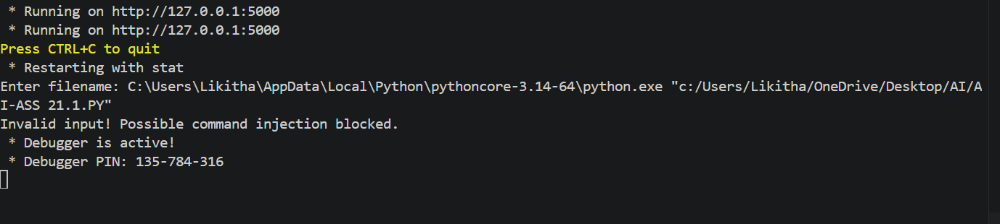 * Running on http://127.0.0.1:5000
* Running on http://127.0.0.1:5000
Press CTRL+C to quit
* Restarting with stat
Enter filename: C:\Users\Likitha\AppData\Local\Python\pythoncore-3.14-64\python.exe "c:/Users/Likitha/OneDrive/Desktop/AI/A
I-ASS 21.1.PY"
Invalid input! Possible command injection blocked.
* Debugger is active!
* Debugger PIN: 135-784-316